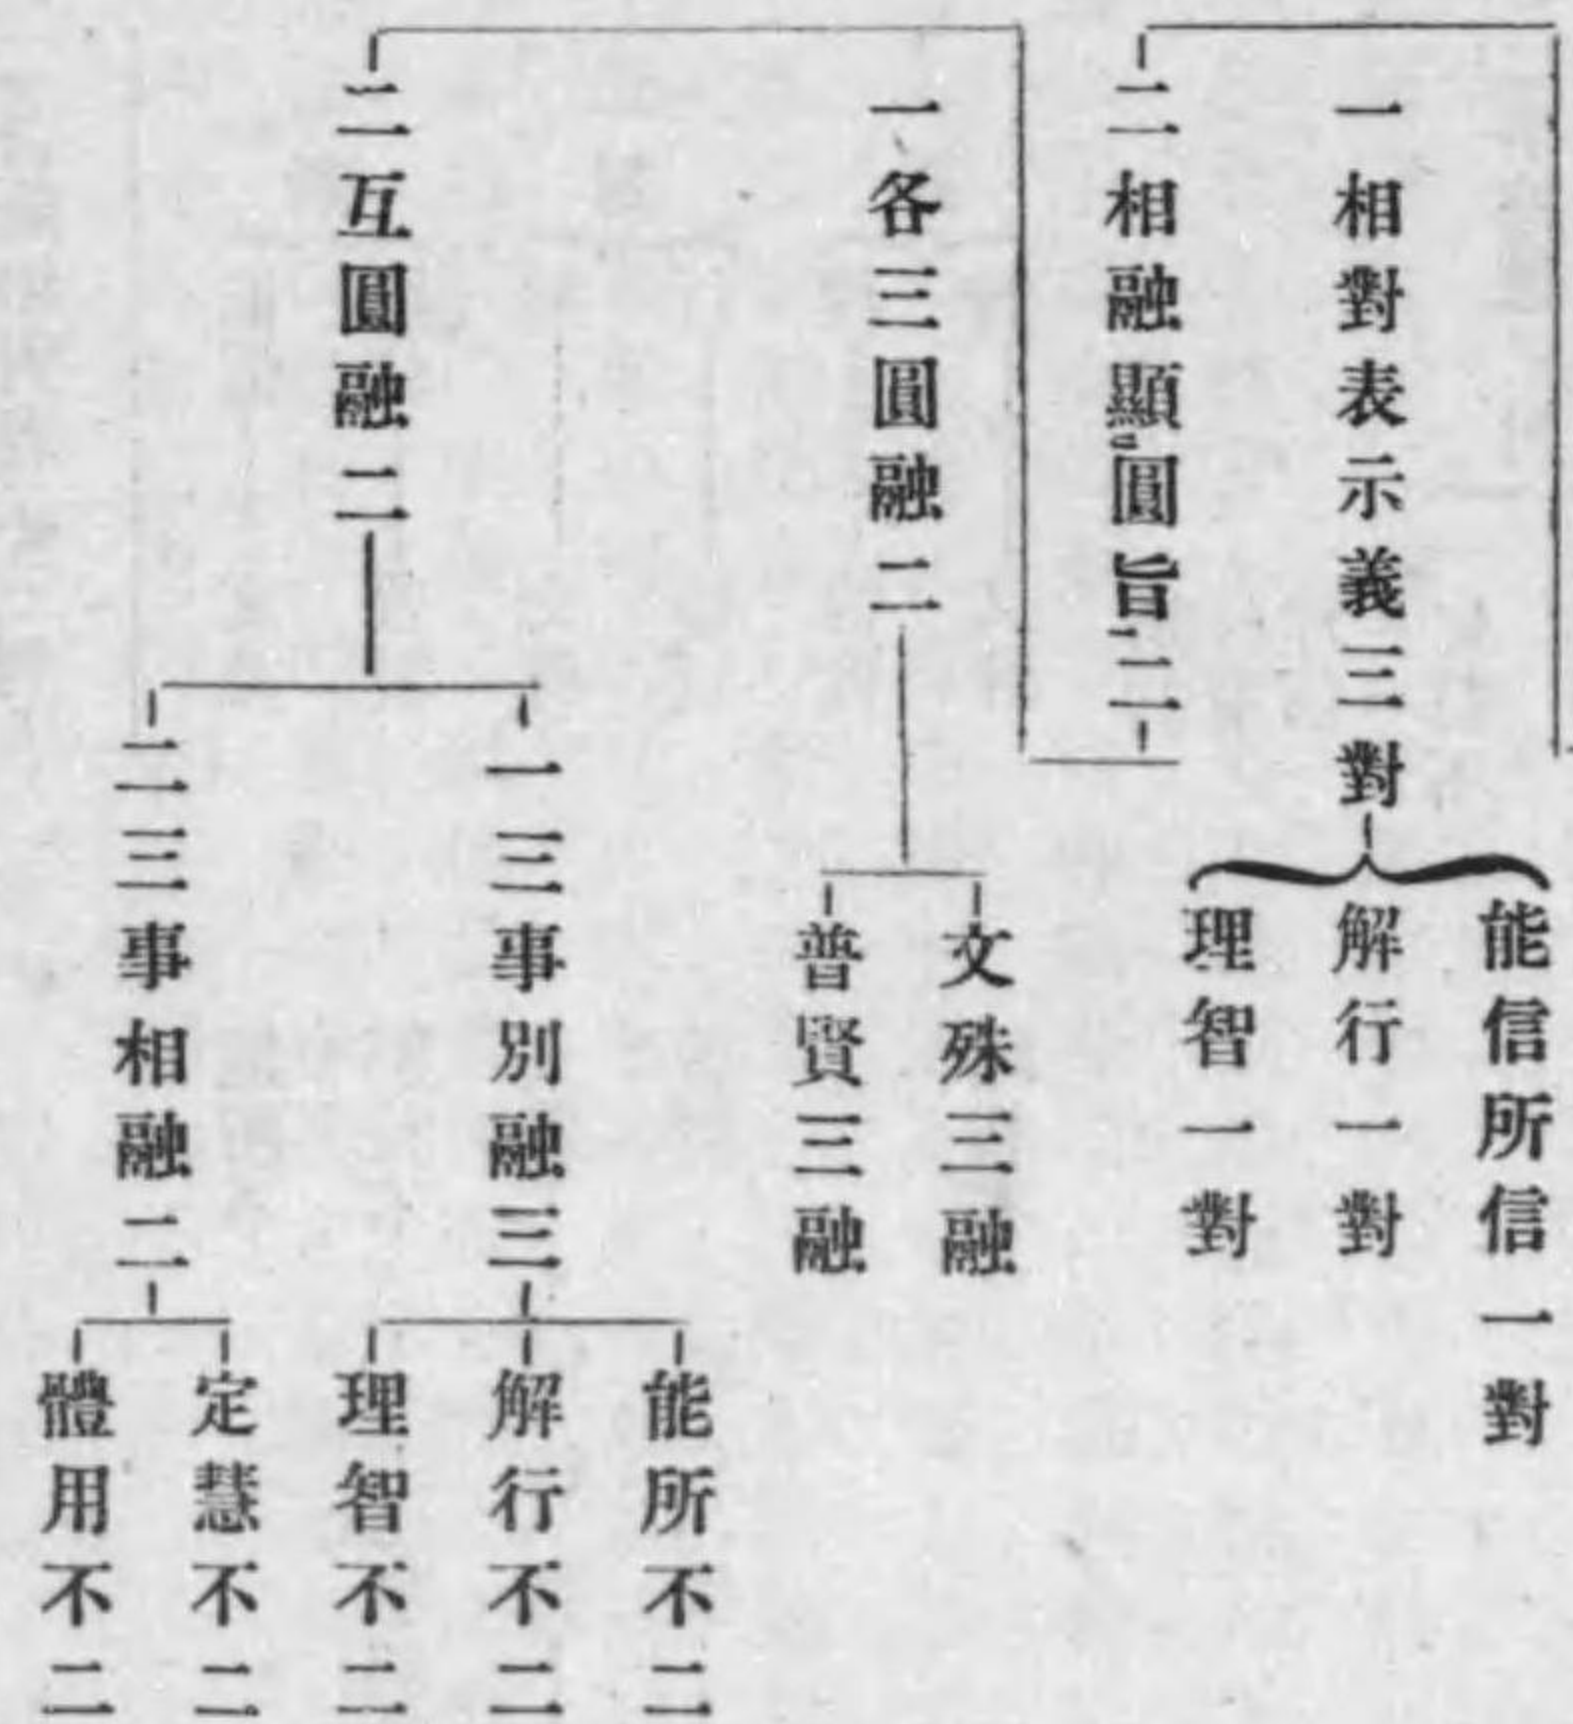 一相對表示義三對
能信所信一對
解行一對
理智一對
二相融顯圓旨二
一各三圓融二
文殊三融
普賢三融
二互圓融二
一三事別融三
能所不二
解行不二
理智不二
二三事相融二
定慧不二
體用不二